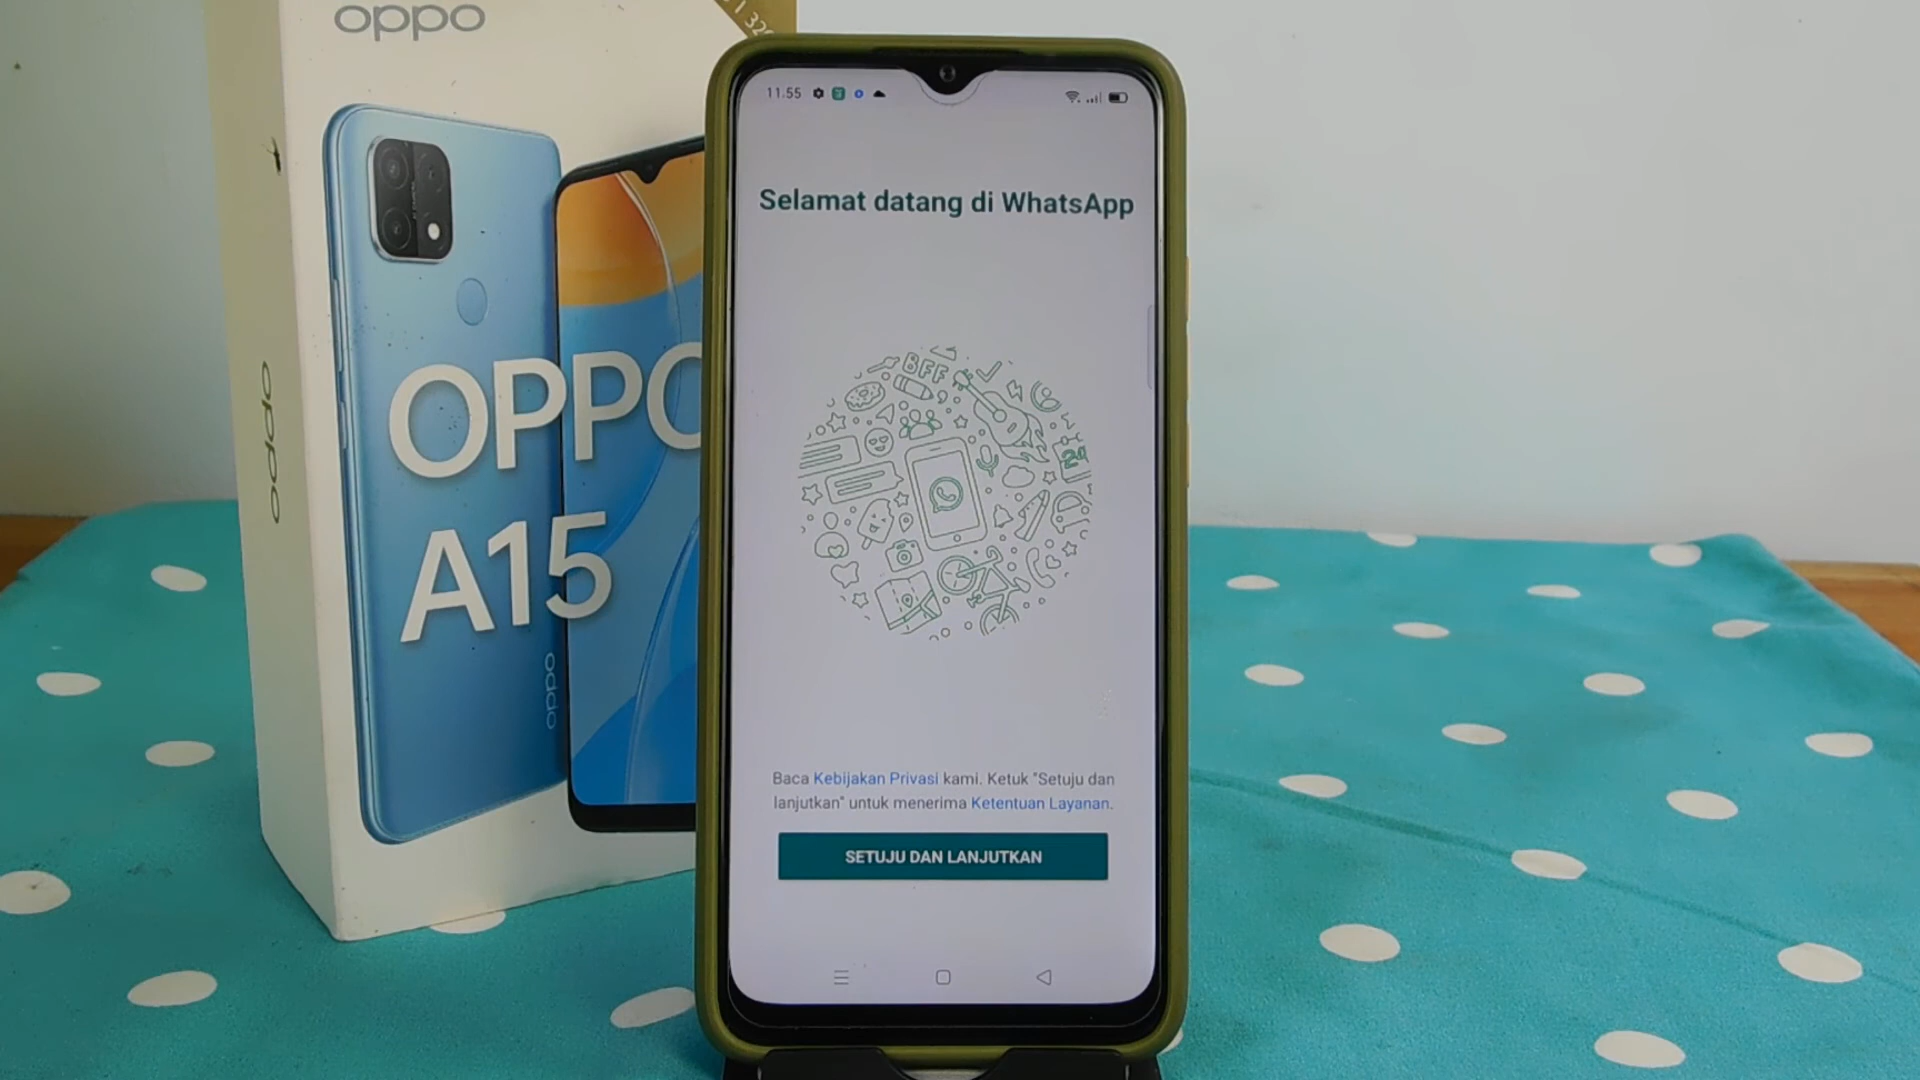 oppo
OPPO
A15
oppo
oppo
11.55
Selamat datang di WhatsApp
BFF
24
Baca Kebijakan Privasi kami. Ketuk "Setuju dan
lanjutkan" untuk menerima Ketentuan Layanan.
SETUJU DAN LANJUTKAN